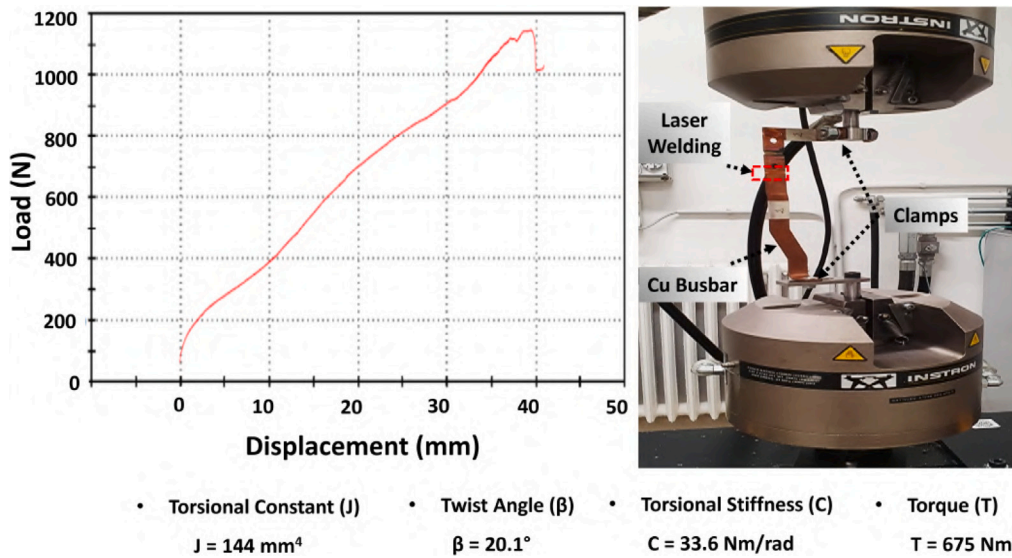 1200
1000
800
600
400
200
0
Load (N)
0 10 20 30 40 50
Displacement (mm)
INSTRON
Laser
Welding
Clamps
Cu Busbar
INSTRON
• Torsional Constant (J)
J = 144 mm⁴
• Twist Angle (β)
β = 20.1°
• Torsional Stiffness (C)
C = 33.6 Nm/rad
• Torque (T)
T = 675 Nm